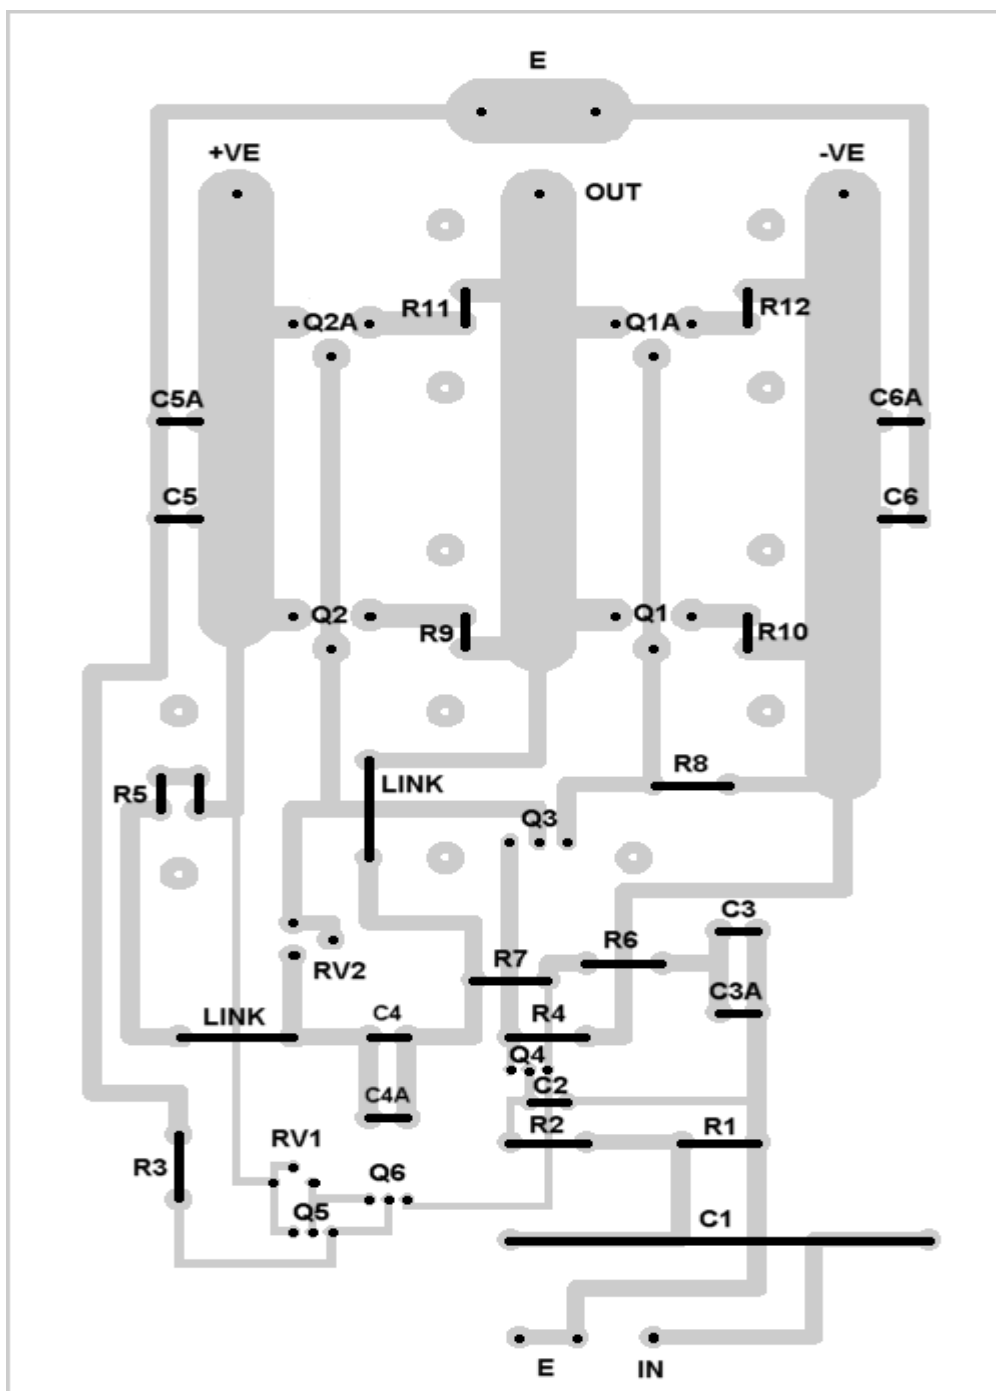 E
+VE
-VE
OUT
R11
Q2A
Q1A
R12
C5A
C6A
C5
C6
Q2
Q1
R9
R10
R8
LINK
R5
Q3
C3
R7
R6
RV2
C3A
LINK
C4
R4
Q4
C4A
C2
RV1
R2
R1
R3
Q6
Q5
C1
E
IN